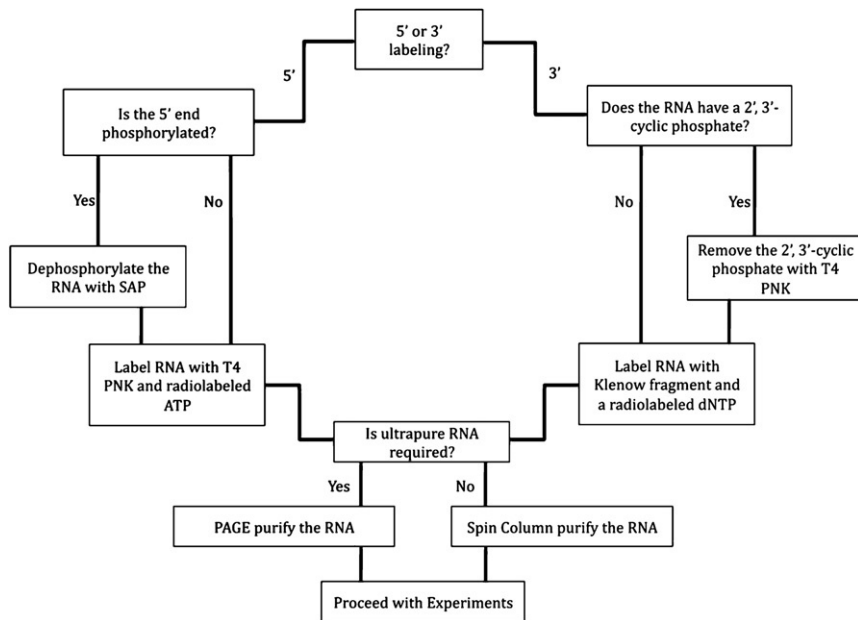 5’ or 3’
labeling?
5’
3’
Is the 5’ end
phosphorylated?
Does the RNA have a 2’, 3’-
cyclic phosphate?
Yes
No
No
Yes
Dephosphorylate the
RNA with SAP
Remove the 2’, 3’-cyclic
phosphate with T4
PNK
Label RNA with T4
PNK and radiolabeled
ATP
Label RNA with
Klenow fragment and
a radiolabeled dNTP
Is ultrapure RNA
required?
Yes
No
PAGE purify the RNA
Spin Column purify the RNA
Proceed with Experiments